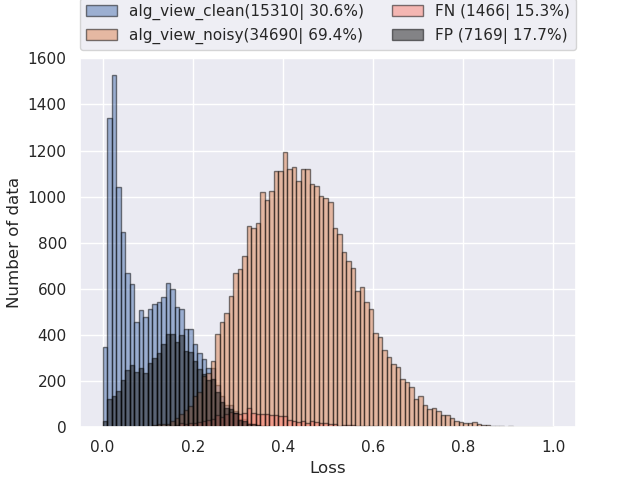 alg_view_clean(15310| 30.6%)
FN (1466| 15.3%)
alg_view_noisy(34690| 69.4%)
FP (7169| 17.7%)
1600
1400
1200
1000
800
600
400
200
0
Number of data
0.0 0.2 0.4 0.6 0.8 1.0
Loss